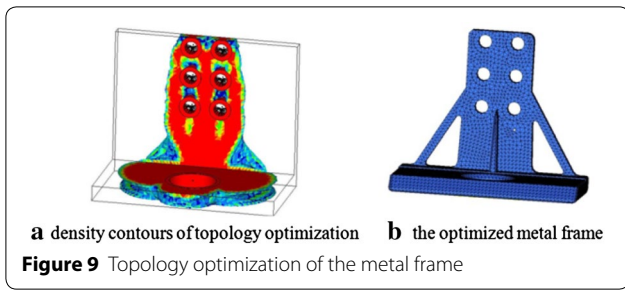 a density contours of topology optimization b the optimized metal frame
Figure 9 Topology optimization of the metal frame